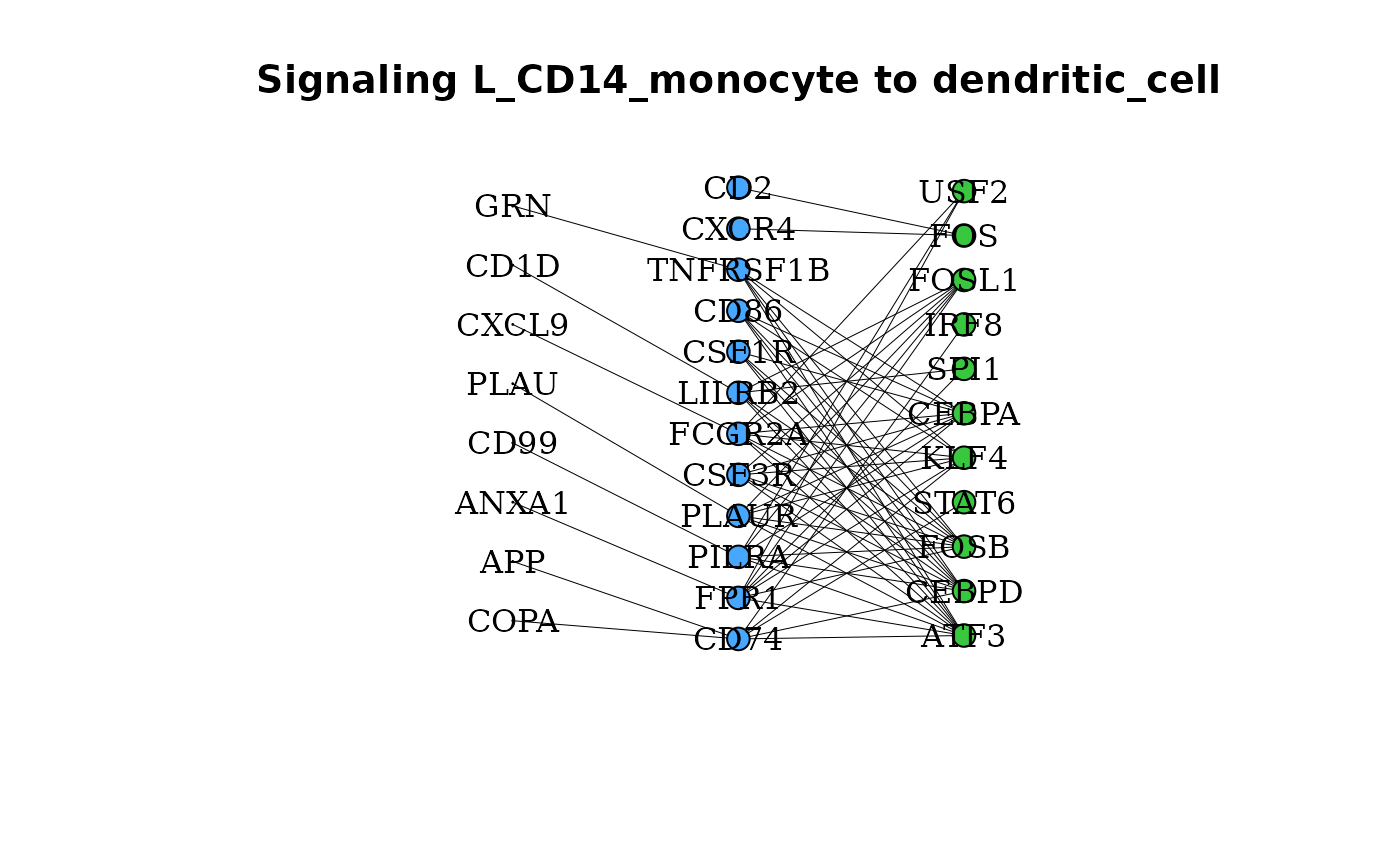 Signaling L_CD14_monocyte to dendritic_cell
GRN
CD1D
CXCL9
PLAU
CD99
ANXA1
APP
COPA
CD2
CXCR4
TNFRSF1B
CD86
CSF1R
LILRB2
FCGR2A
CSF3R
PLAUR
PILRA
FPR1
CD74
USF2
FOS
FOSL1
IRF8
SPI1
CEBPA
KLF4
STAT6
FOSB
CEBPD
ATF3